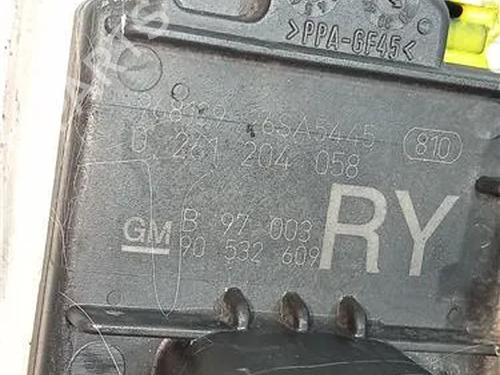 >PPA-GF45<
6SA5445 810
0 261 204 058
RY
GM B 97 003
90 532 609